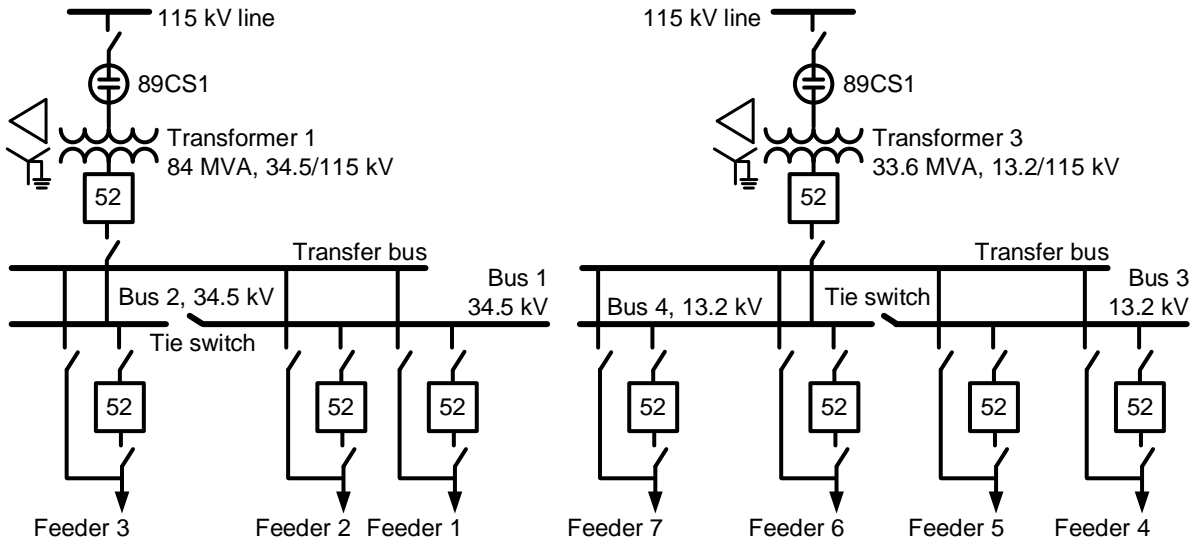 115 kV line
115 kV line
89CS1
89CS1
Transformer 1
84 MVA, 34.5/115 kV
Transformer 3
33.6 MVA, 13.2/115 kV
52
52
Transfer bus
Transfer bus
Bus 2, 34.5 kV
Bus 1
34.5 kV
Bus 4, 13.2 kV
Tie switch
Bus 3
13.2 kV
Tie switch
52
52
52
52
52
52
52
Feeder 3
Feeder 2
Feeder 1
Feeder 7
Feeder 6
Feeder 5
Feeder 4